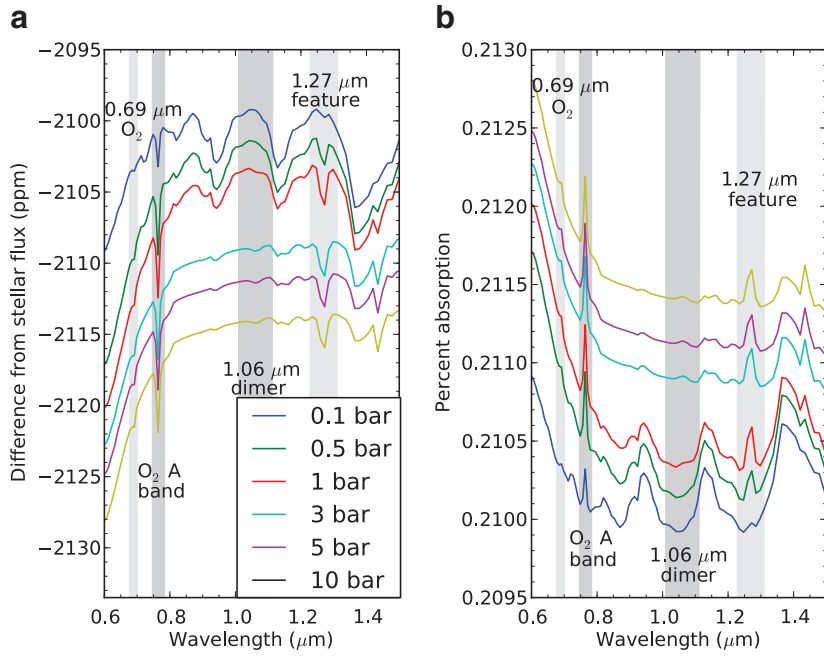 a
Difference from stellar flux (ppm)
−2095
−2100
−2105
−2110
−2115
−2120
−2125
−2130
0.69 μm
O₂
1.27 μm
feature
1.06 μm
dimer
O₂ A
band
0.1 bar
0.5 bar
1 bar
3 bar
5 bar
10 bar
0.6 0.8 1.0 1.2 1.4
Wavelength (μm)
b
Percent absorption
0.2130
0.2125
0.2120
0.2115
0.2110
0.2105
0.2100
0.2095
0.69 μm
O₂
1.27 μm
feature
O₂ A
band
1.06 μm
dimer
0.6 0.8 1.0 1.2 1.4
Wavelength (μm)